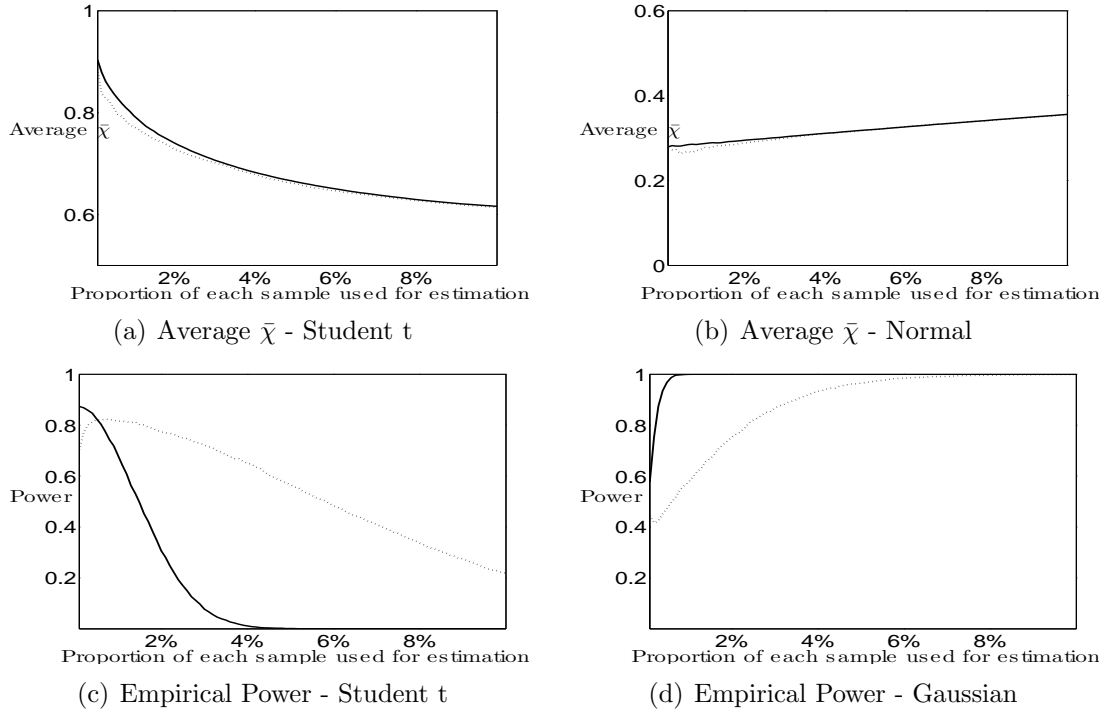 1
0.8
Average χ̄
0.6
2% 4% 6% 8%
Proportion of each sample used for estimation
(a) Average χ̄ - Student t
0.6
0.4
Average χ̄
0.2
0
2% 4% 6% 8%
Proportion of each sample used for estimation
(b) Average χ̄ - Normal
1
0.8
0.6
Power
0.4
0.2
2% 4% 6% 8%
Proportion of each sample used for estimation
(c) Empirical Power - Student t
1
0.8
0.6
Power
0.4
0.2
2% 4% 6% 8%
Proportion of each sample used for estimation
(d) Empirical Power - Gaussian